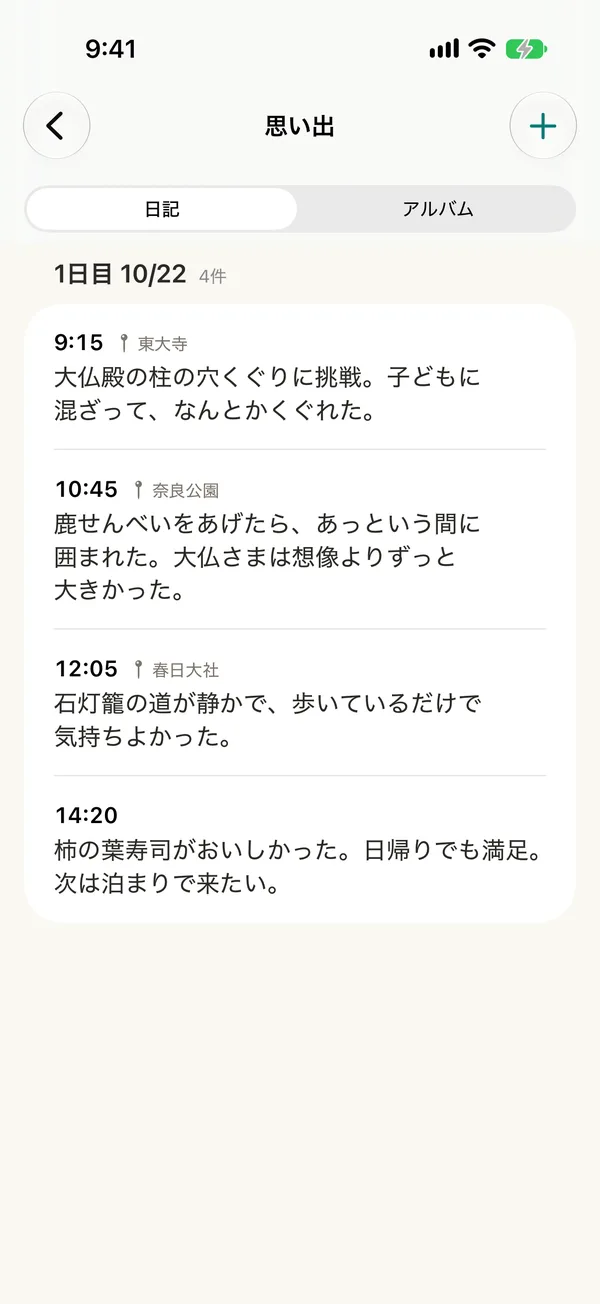 9:41
思い出
日記
アルバム
1日目 10/22 4件
9:15 東大寺
大仏殿の柱の穴くぐりに挑戦。子どもに
混ざって、なんとかくぐれた。
10:45 奈良公園
鹿せんべいをあげたら、あっという間に
囲まれた。大仏さまは想像よりずっと
大きかった。
12:05 春日大社
石灯籠の道が静かで、歩いているだけで
気持ちよかった。
14:20
柿の葉寿司がおいしかった。日帰りでも満足。
次は泊まりで来たい。